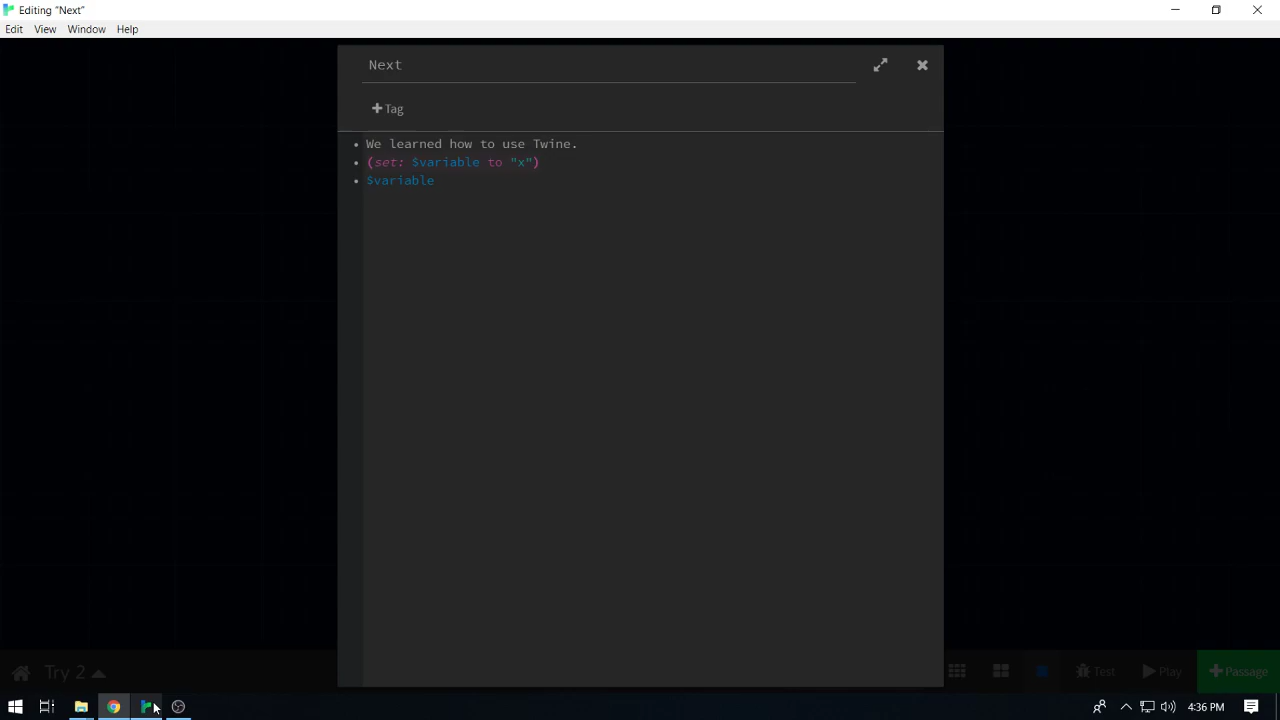 Editing "Next"
Edit View Window Help
Next
+Tag
• We learned how to use Twine.
• (set: $variable to "x")
• $variable
Try 2
Test
Play
+Passage
4:36 PM